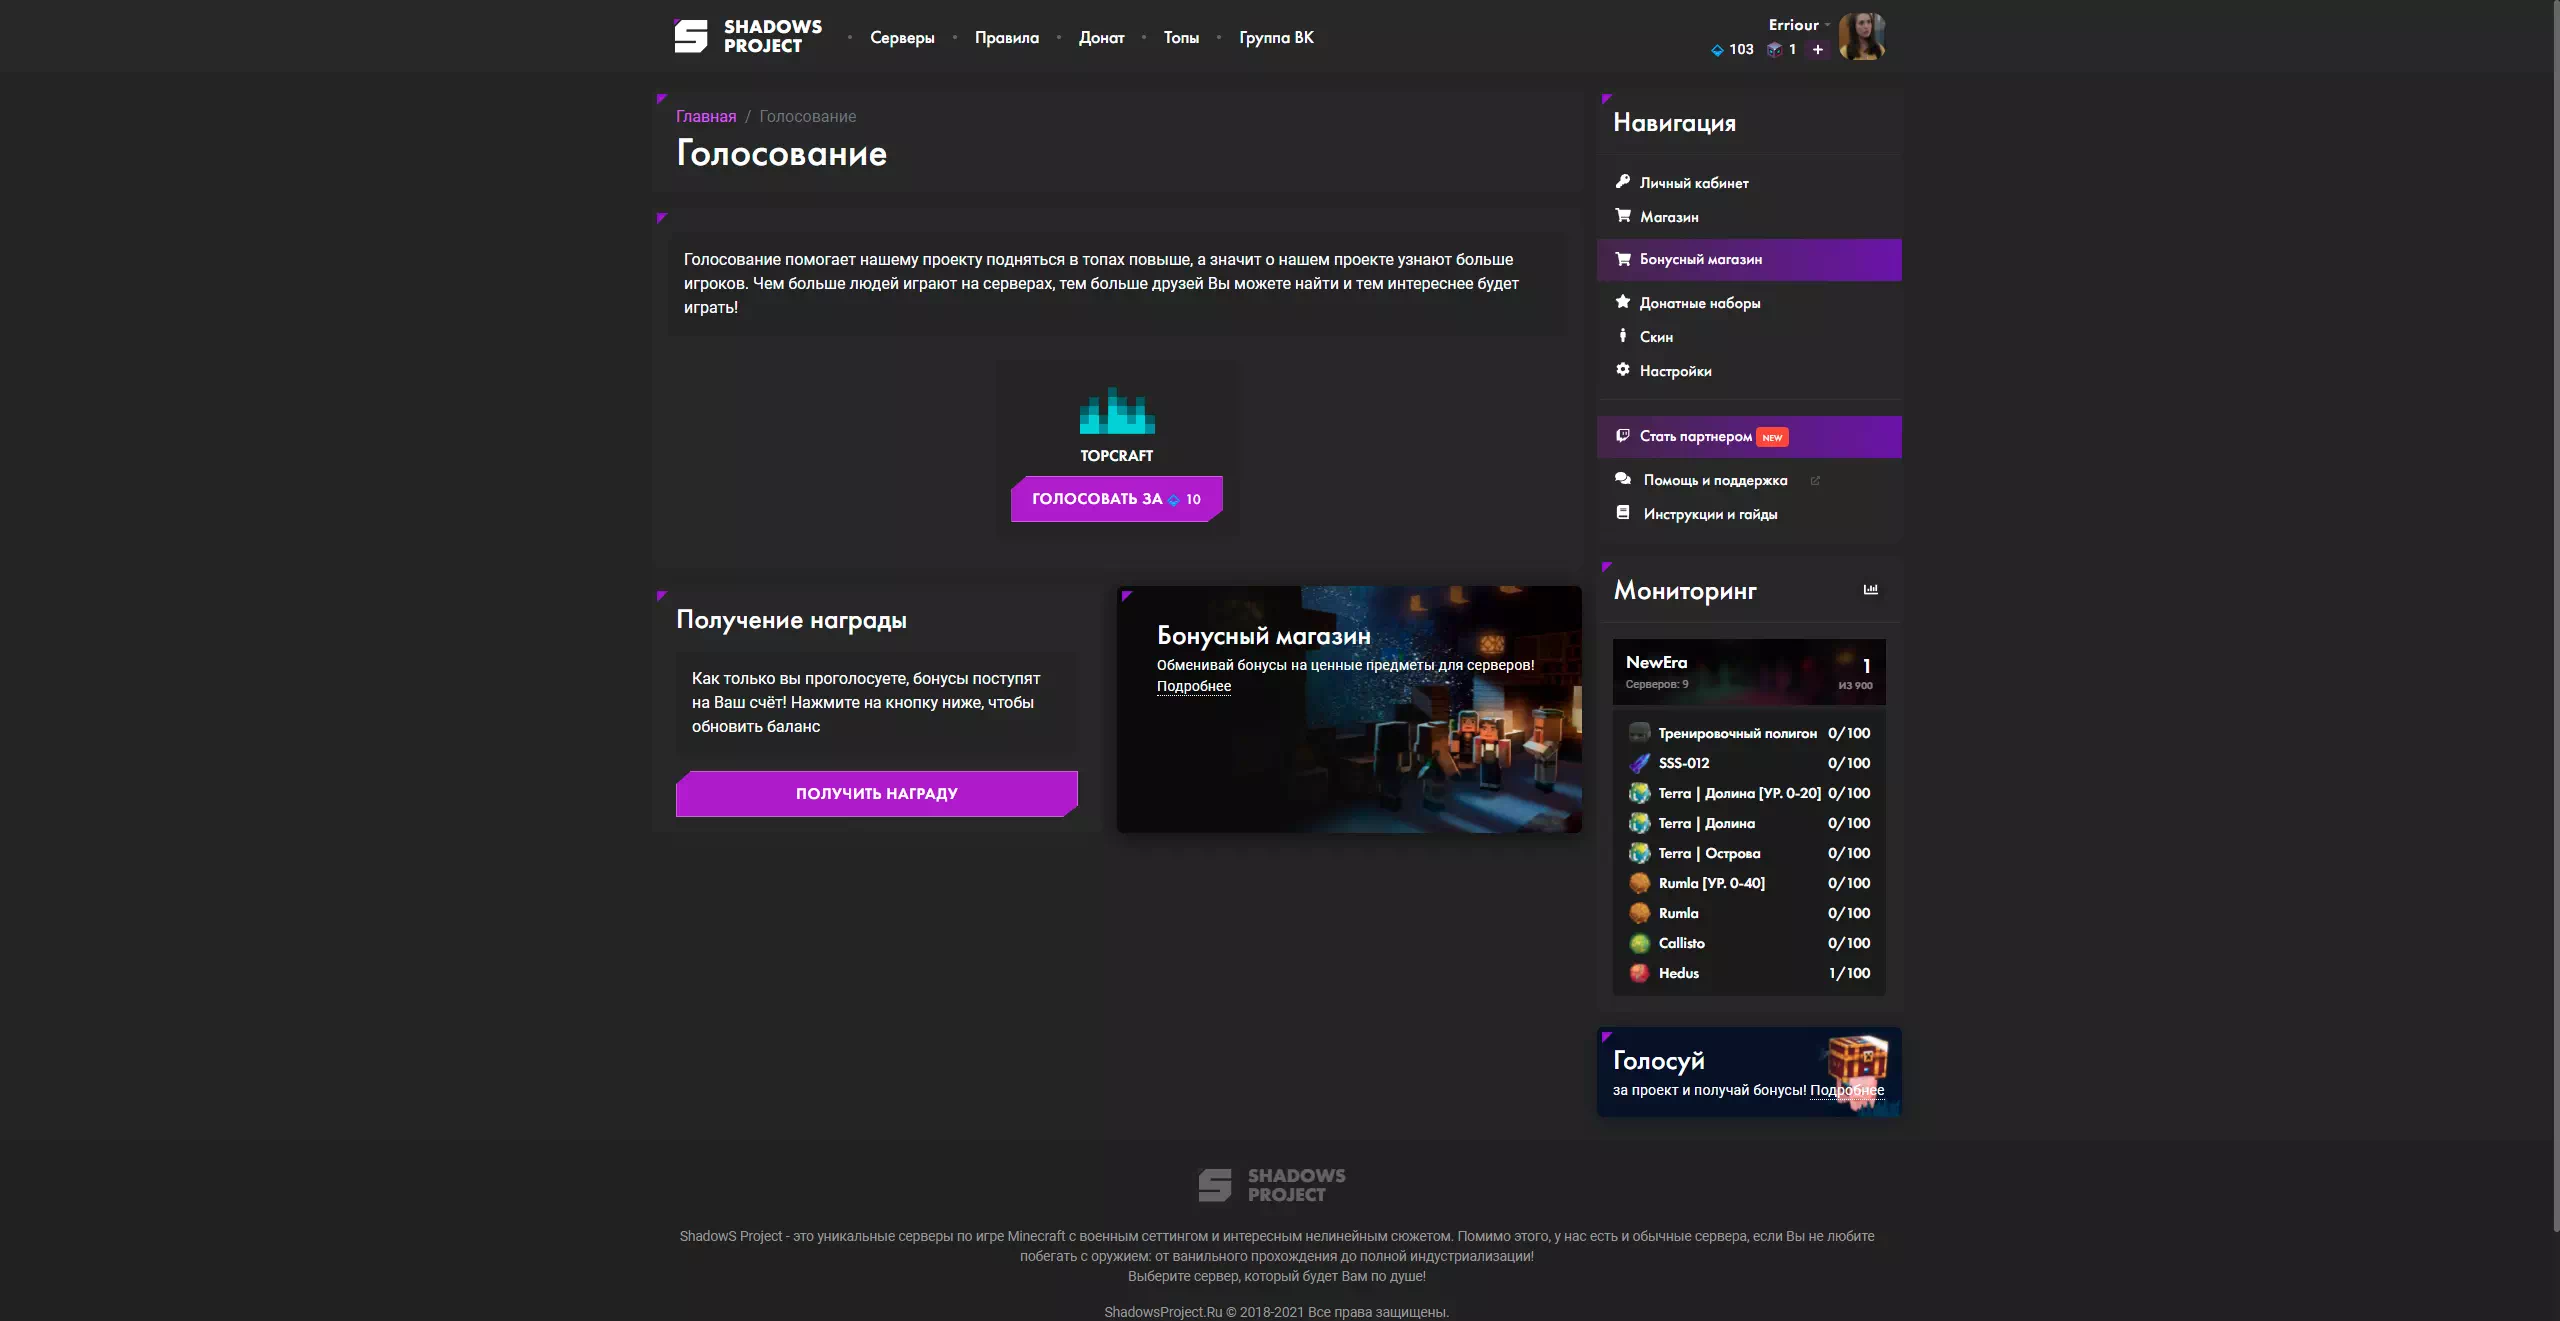 SHADOWS
PROJECT
Серверы
Правила
Донат
Топы
Группа ВК
Erriour
103
1
+
Главная / Голосование
Голосование
Голосование помогает нашему проекту подняться в топах повыше, а значит о нашем проекте узнают больше
игроков. Чем больше людей играют на серверах, тем больше друзей Вы можете найти и тем интереснее будет
играть!
TOPCRAFT
ГОЛОСОВАТЬ ЗА 10
Получение награды
Как только вы проголосуете, бонусы поступят
на Ваш счёт! Нажмите на кнопку ниже, чтобы
обновить баланс
ПОЛУЧИТЬ НАГРАДУ
Бонусный магазин
Обменивай бонусы на ценные предметы для серверов!
Подробнее
Навигация
Личный кабинет
Магазин
Бонусный магазин
Донатные наборы
Скин
Настройки
Стать партнером NEW
Помощь и поддержка
Инструкции и гайды
Мониторинг
NewEra 1
Серверов: 9 ИЗ 900
Тренировочный полигон 0/100
SSS-012 0/100
Terra | Долина [УР. 0-20] 0/100
Terra | Долина 0/100
Terra | Острова 0/100
Rumla [УР. 0-40] 0/100
Rumla 0/100
Callisto 0/100
Hedus 1/100
Голосуй
за проект и получай бонусы! Подробнее
SHADOWS
PROJECT
ShadowS Project - это уникальные серверы по игре Minecraft с военным сеттингом и интересным нелинейным сюжетом. Помимо этого, у нас есть и обычные сервера, если Вы не любите
побегать с оружием: от ванильного прохождения до полной индустриализации!
Выберите сервер, который будет Вам по душе!
ShadowsProject.Ru © 2018-2021 Все права защищены.